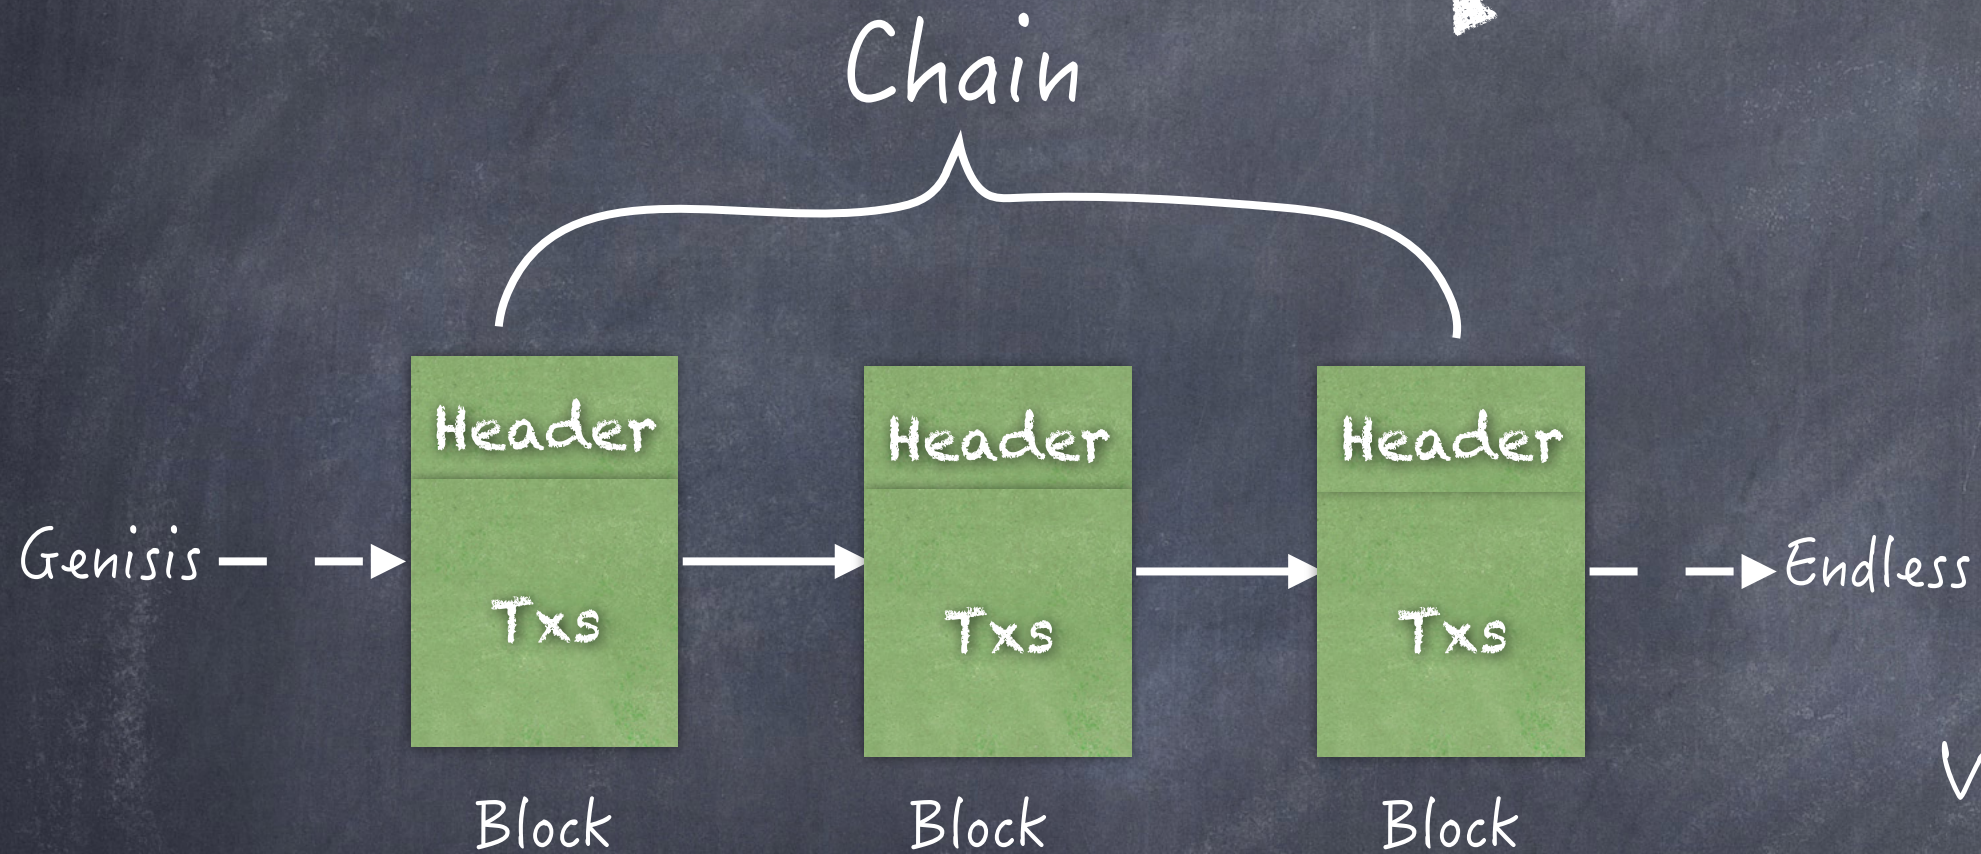 Chain
Header Header Header
Genisis Endless
Txs Txs Txs
Block Block Block